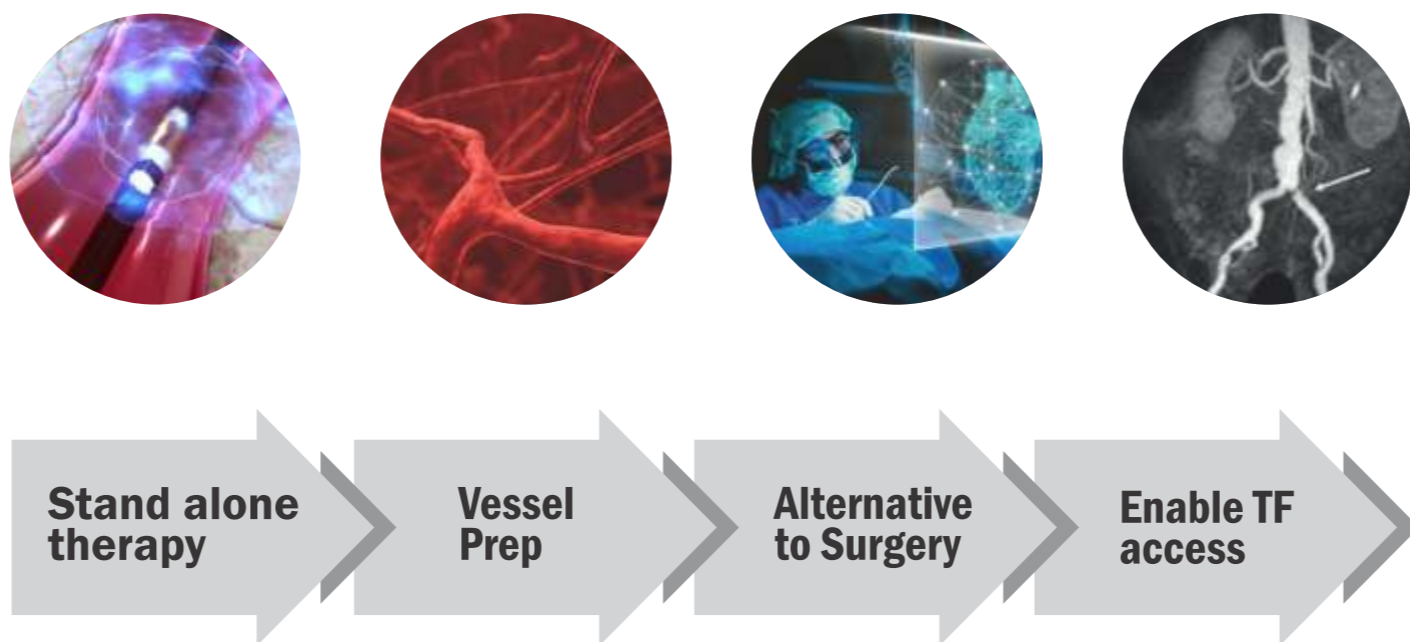 Stand alone
therapy
Vessel
Prep
Alternative
to Surgery
Enable TF
access